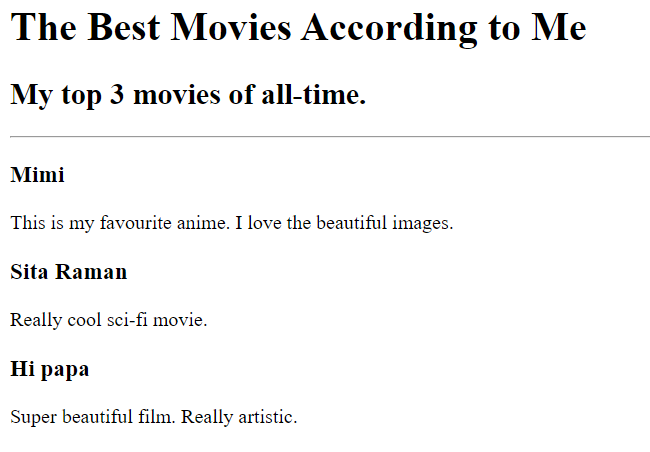 The Best Movies According to Me
My top 3 movies of all-time.
Mimi
This is my favourite anime. I love the beautiful images.
Sita Raman
Really cool sci-fi movie.
Hi papa
Super beautiful film. Really artistic.